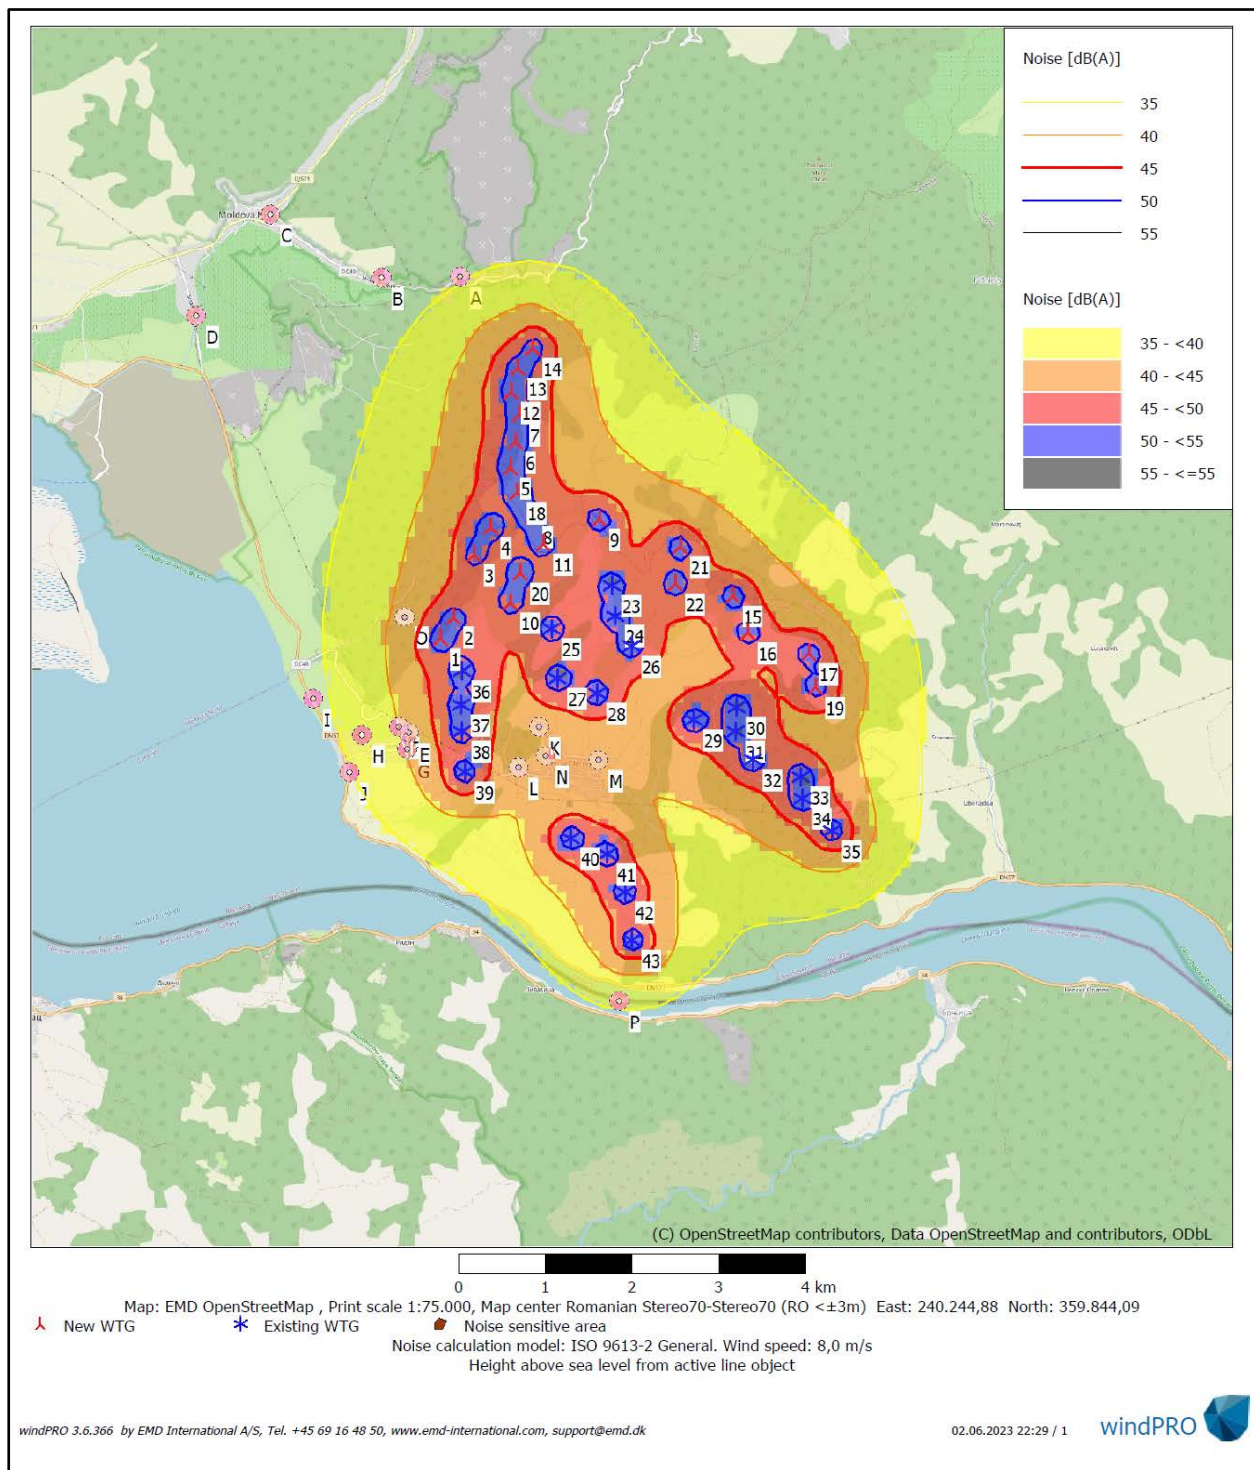 Noise [dB(A)]
35
40
45
50
55
Noise [dB(A)]
35 - <40
40 - <45
45 - <50
50 - <55
55 - <=55
DJ571
Moldova N
C
B
A
D
14
13
12
7
6
5
18
8
9
4
11
3
21
20
22
23
15
10
O
2
24
25
16
1
26
36
17
27
28
19
I
37
29
30
K
31
H
E
38
N
32
G
L
M
J
39
33
34
40
35
41
42
43
P
DN57
34
(C) OpenStreetMap contributors, Data OpenStreetMap and contributors, ODbL
0 1 2 3 4 km
Map: EMD OpenStreetMap , Print scale 1:75.000, Map center Romanian Stereo70-Stereo70 (RO <±3m) East: 240.244,88 North: 359.844,09
New WTG Existing WTG Noise sensitive area
Noise calculation model: ISO 9613-2 General. Wind speed: 8,0 m/s
Height above sea level from active line object
windPRO 3.6.366 by EMD International A/S, Tel. +45 69 16 48 50, www.emd-international.com, support@emd.dk
02.06.2023 22:29 / 1
windPRO